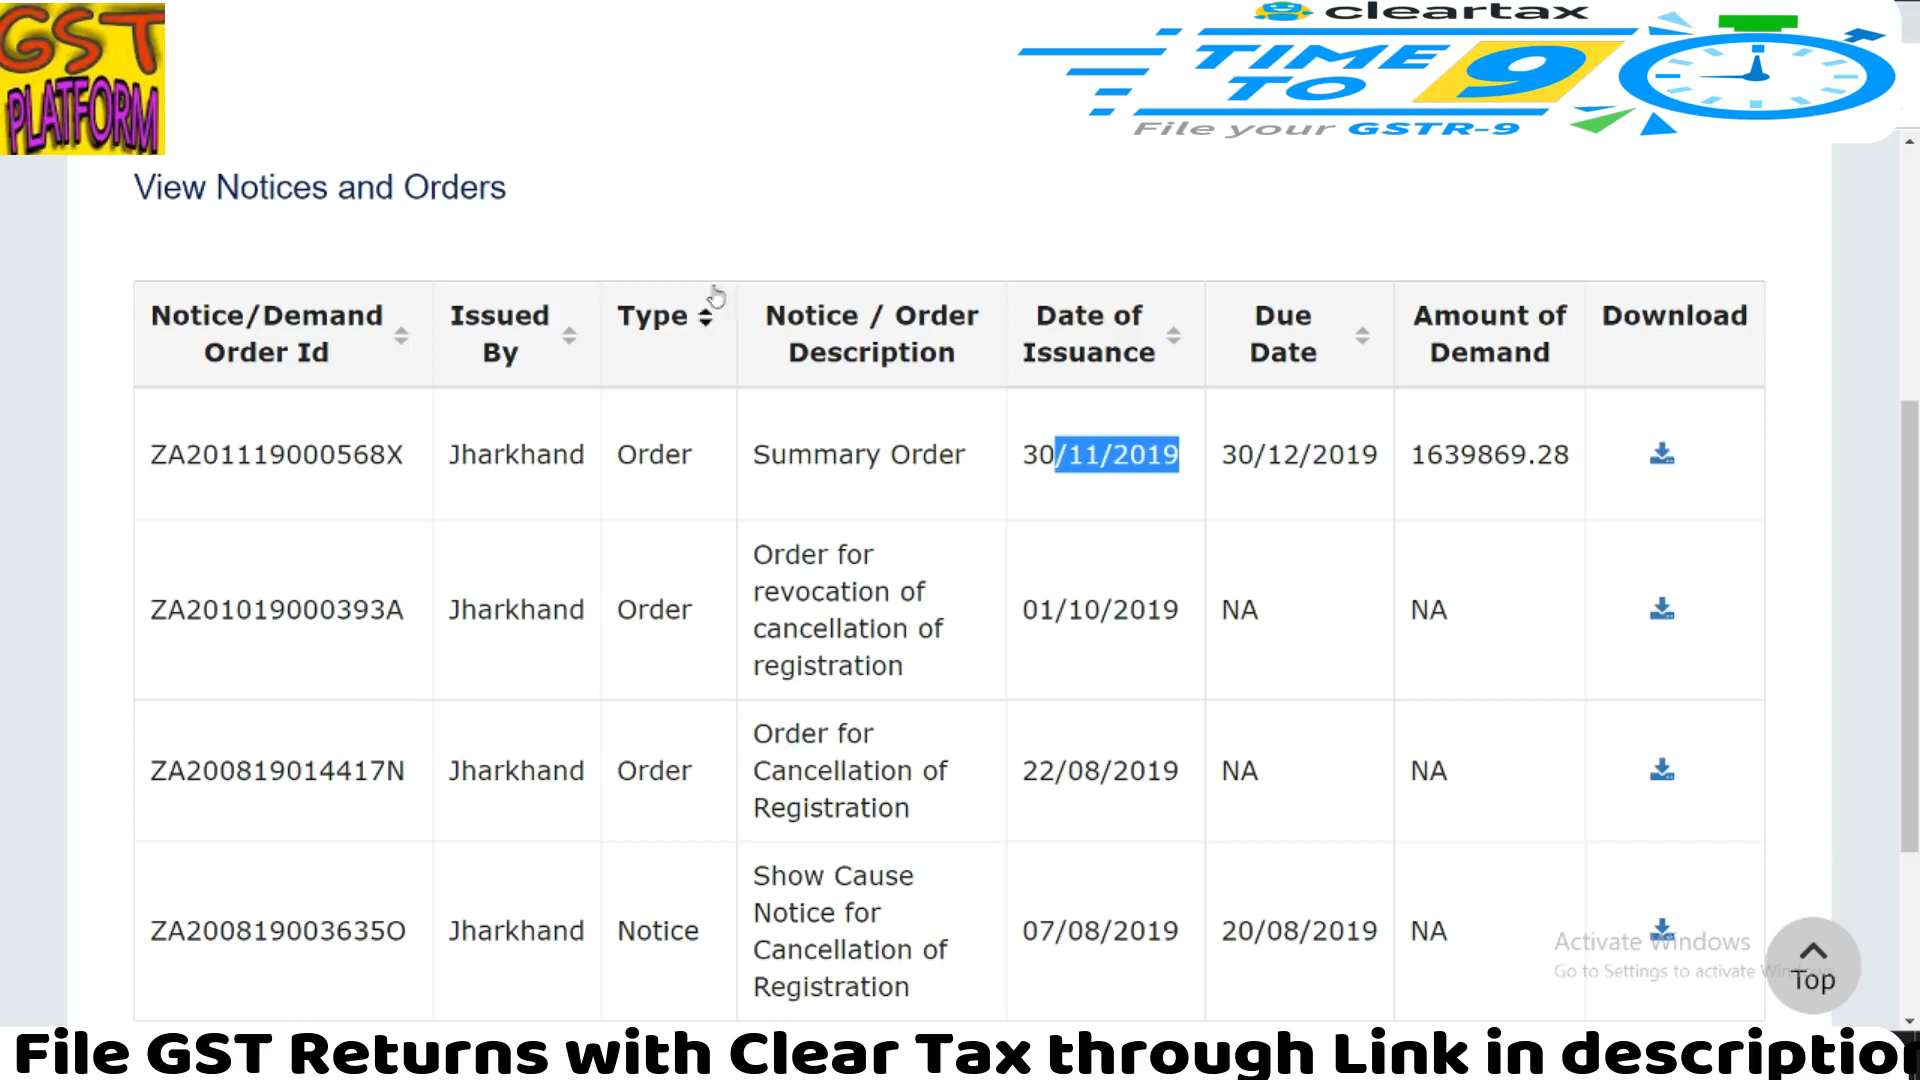 GST
PLATFORM
cleartax
TIME
TO 9
File your GSTR-9
View Notices and Orders
Notice/Demand Order Id
Issued By
Type
Notice / Order Description
Date of Issuance
Due Date
Amount of Demand
Download
ZA201119000568X Jharkhand Order Summary Order 30/11/2019 30/12/2019 1639869.28
ZA201019000393A Jharkhand Order
Order for
revocation of
cancellation of
registration
01/10/2019 NA NA
ZA200819014417N Jharkhand Order
Order for
Cancellation of
Registration
22/08/2019 NA NA
ZA200819003635O Jharkhand Notice
Show Cause
Notice for
Cancellation of
Registration
07/08/2019 20/08/2019 NA
Activate Windows
Go to Settings to activate Windows.
Top
File GST Returns with Clear Tax through Link in description